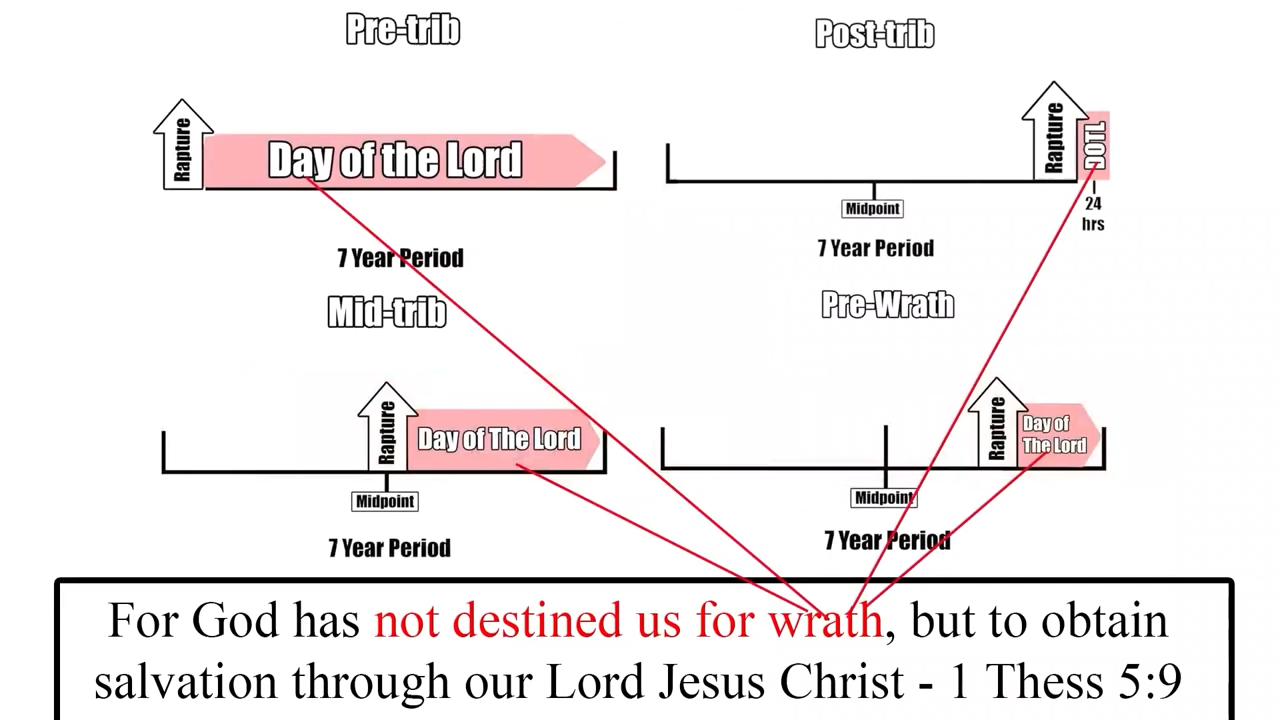 Pre-trib
Rapture
Day of the Lord
7 Year Period
Post-trib
Rapture
DOTL
Midpoint
24
hrs
7 Year Period
Mid-trib
Rapture
Day of The Lord
Midpoint
7 Year Period
Pre-Wrath
Rapture
Day of
The Lord
Midpoint
7 Year Period
For God has not destined us for wrath, but to obtain
salvation through our Lord Jesus Christ - 1 Thess 5:9